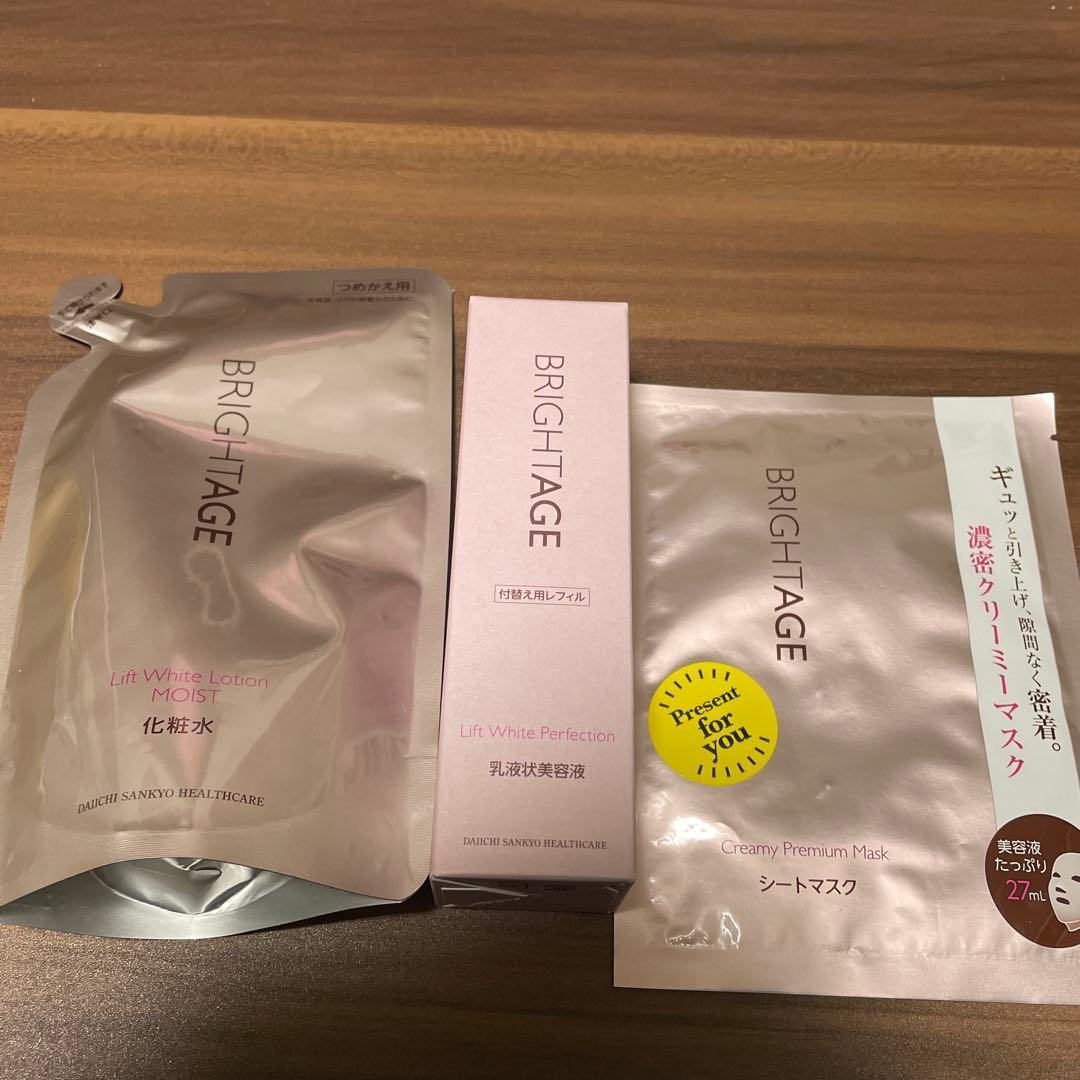 つめかえ用
BRIGHTAGE
Lift White Lotion
MOIST
化粧水
DAIICHI SANKYO HEALTHCARE
BRIGHTAGE
付替え用レフィル
Lift White Perfection
乳液状美容液
DAIICHI SANKYO HEALTHCARE
BRIGHTAGE
ギュッと引き上げ、隙間なく密着。
濃密クリーミーマスク
Present
for
you
Creamy Premium Mask
シートマスク
美容液
たっぷり
27mL